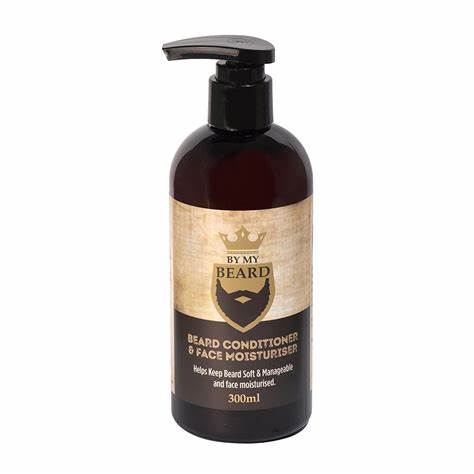 BY MY
BEARD
BEARD CONDITIONER
& FACE MOISTURISER
Helps Keep Beard Soft & Manageable
and face moisturised.
300ml